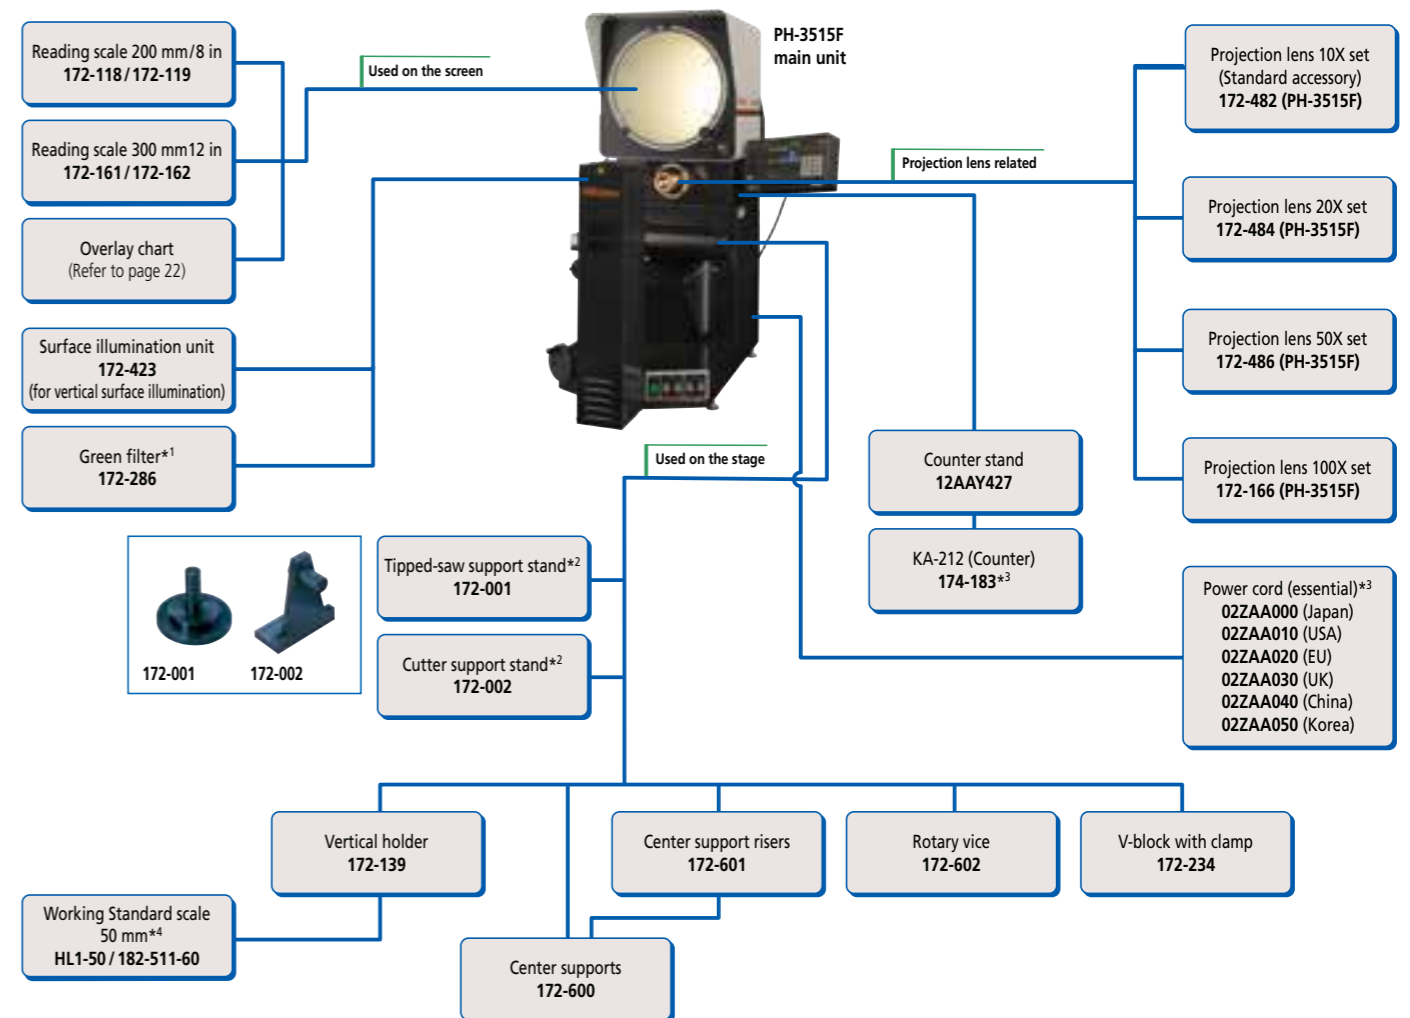 PH-3515F
main unit
Reading scale 200 mm/8 in
172-118 / 172-119
Used on the screen
Reading scale 300 mm12 in
172-161 / 172-162
Overlay chart
(Refer to page 22)
Surface illumination unit
172-423
(for vertical surface illumination)
Green filter*1
172-286
Projection lens related
Projection lens 10X set
(Standard accessory)
172-482 (PH-3515F)
Projection lens 20X set
172-484 (PH-3515F)
Projection lens 50X set
172-486 (PH-3515F)
Projection lens 100X set
172-166 (PH-3515F)
Used on the stage
Counter stand
12AAY427
KA-212 (Counter)
174-183*3
Power cord (essential)*3
02ZAA000 (Japan)
02ZAA010 (USA)
02ZAA020 (EU)
02ZAA030 (UK)
02ZAA040 (China)
02ZAA050 (Korea)
172-001
172-002
Tipped-saw support stand*2
172-001
Cutter support stand*2
172-002
Vertical holder
172-139
Center support risers
172-601
Rotary vice
172-602
V-block with clamp
172-234
Working Standard scale
50 mm*4
HL1-50 / 182-511-60
Center supports
172-600